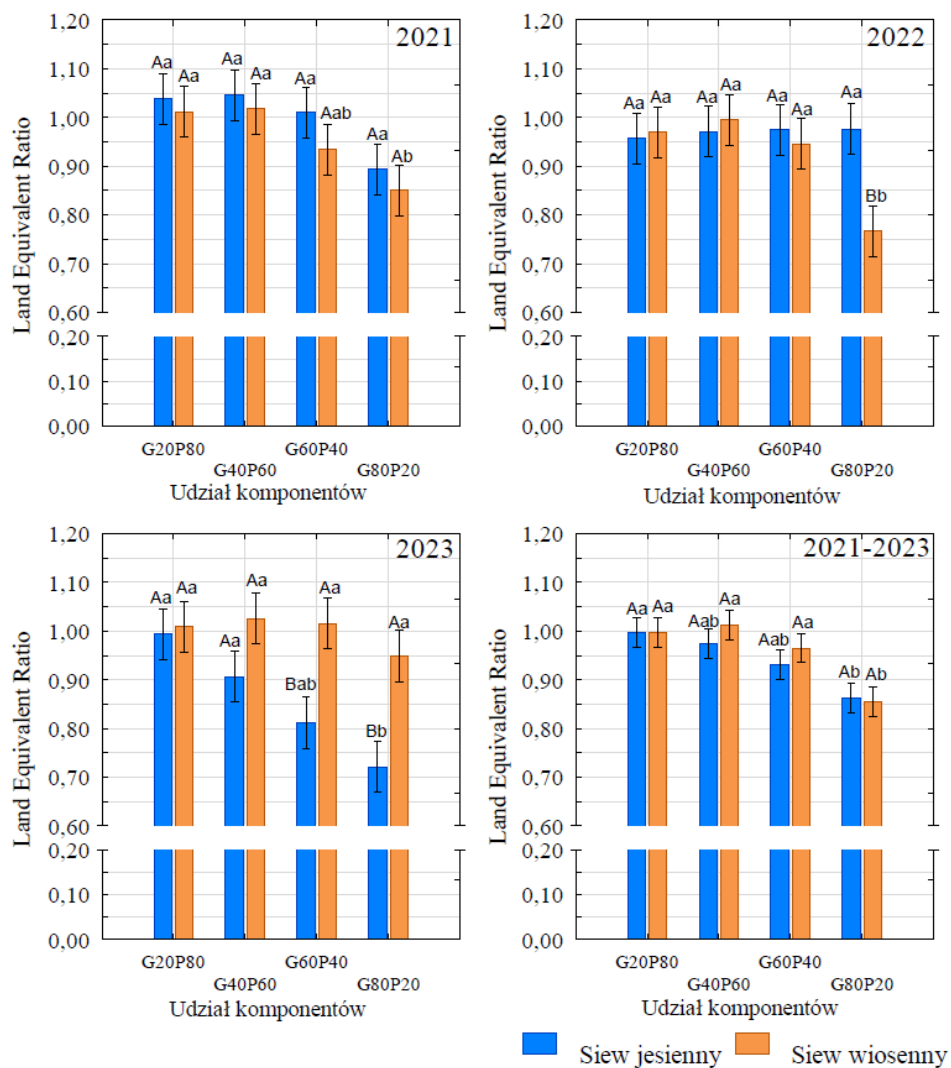 2021
Land Equivalent Ratio
1,20
1,10
1,00
0,90
0,80
0,70
0,60
0,20
0,10
0,00
Aa Aa Aa Aa Aa Aab Aa Ab
G20P80 G40P60 G60P40 G80P20
Udział komponentów
2022
Land Equivalent Ratio
1,20
1,10
1,00
0,90
0,80
0,70
0,60
0,20
0,10
0,00
Aa Aa Aa Aa Aa Aa Aa Bb
G20P80 G40P60 G60P40 G80P20
Udział komponentów
2023
Land Equivalent Ratio
1,20
1,10
1,00
0,90
0,80
0,70
0,60
0,20
0,10
0,00
Aa Aa Aa Aa Bab Aa Bb Aa
G20P80 G40P60 G60P40 G80P20
Udział komponentów
2021-2023
Land Equivalent Ratio
1,20
1,10
1,00
0,90
0,80
0,70
0,60
0,20
0,10
0,00
Aa Aa Aab Aa Aab Aa Ab Ab
G20P80 G40P60 G60P40 G80P20
Udział komponentów
Siew jesienny Siew wiosenny